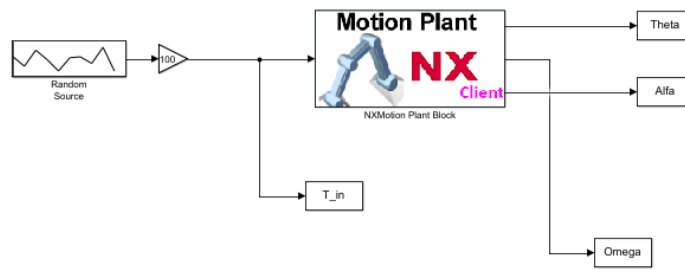 Motion Plant
Theta
100
NX
Random
Source
Client
Alfa
NXMotion Plant Block
T_in
Omega